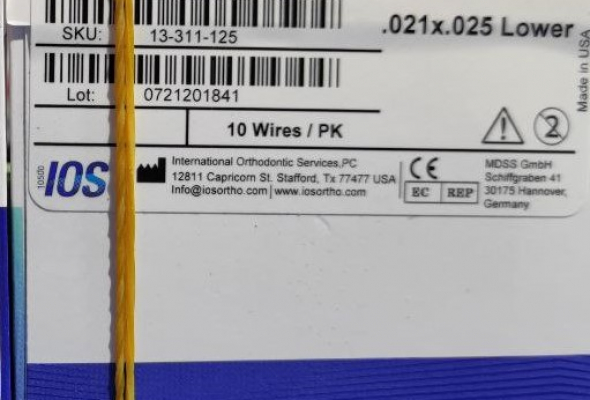 SKU: 13-311-125
.021x.025 Lower
Made in USA
Lot: 0721201841
10 Wires / PK
2
10500
IOS
International Orthodontic Services,PC
12811 Capricorn St. Stafford, Tx 77477 USA
Info@iosortho.com | www.iosortho.com
CE
EC REP
MDSS GmbH
Schiffgraben 41
30175 Hannover,
Germany